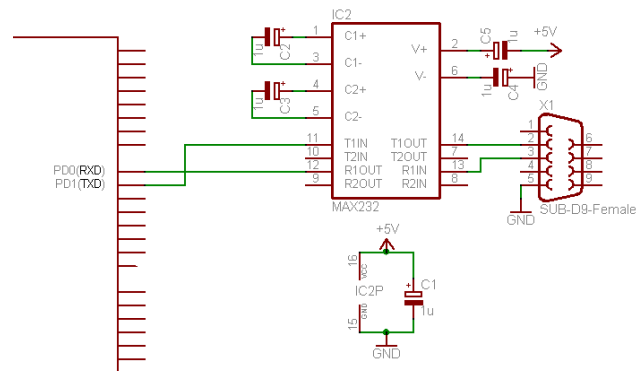 IC2
1 C1+ V+ 2 C5 1u +5V
1u C2
3 C1-
4 C2+ V- 6 1u C4 GND
1u C3
5 C2-
X1
11 T1IN T1OUT 14
10 T2IN T2OUT 7
PD0(RXD) 12 R1OUT R1IN 13
PD1(TXD) 9 R2OUT R2IN 8
1
2 6
3 7
4 8
5 9
MAX232
GND SUB-D9-Female
+5V
16 VCC C1
IC2P
15 GND 1u
GND